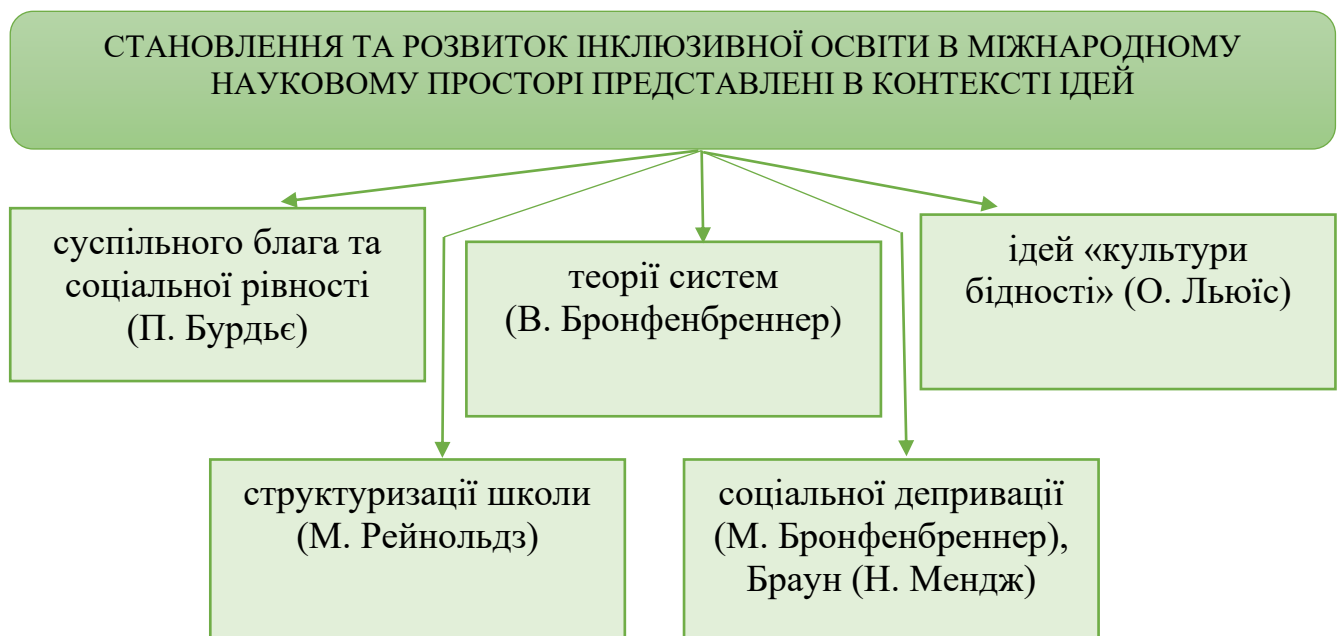 СТАНОВЛЕННЯ ТА РОЗВИТОК ІНКЛЮЗИВНОЇ ОСВІТИ В МІЖНАРОДНОМУ
НАУКОВОМУ ПРОСТОРІ ПРЕДСТАВЛЕНІ В КОНТЕКСТІ ІДЕЙ
суспільного блага та
соціальної рівності
(П. Бурдьє)
теорії систем
(В. Бронфенбреннер)
ідей «культури
бідності» (О. Льюїс)
структуризації школи
(М. Рейнольдз)
соціальної депривації
(М. Бронфенбреннер),
Браун (Н. Мендж)